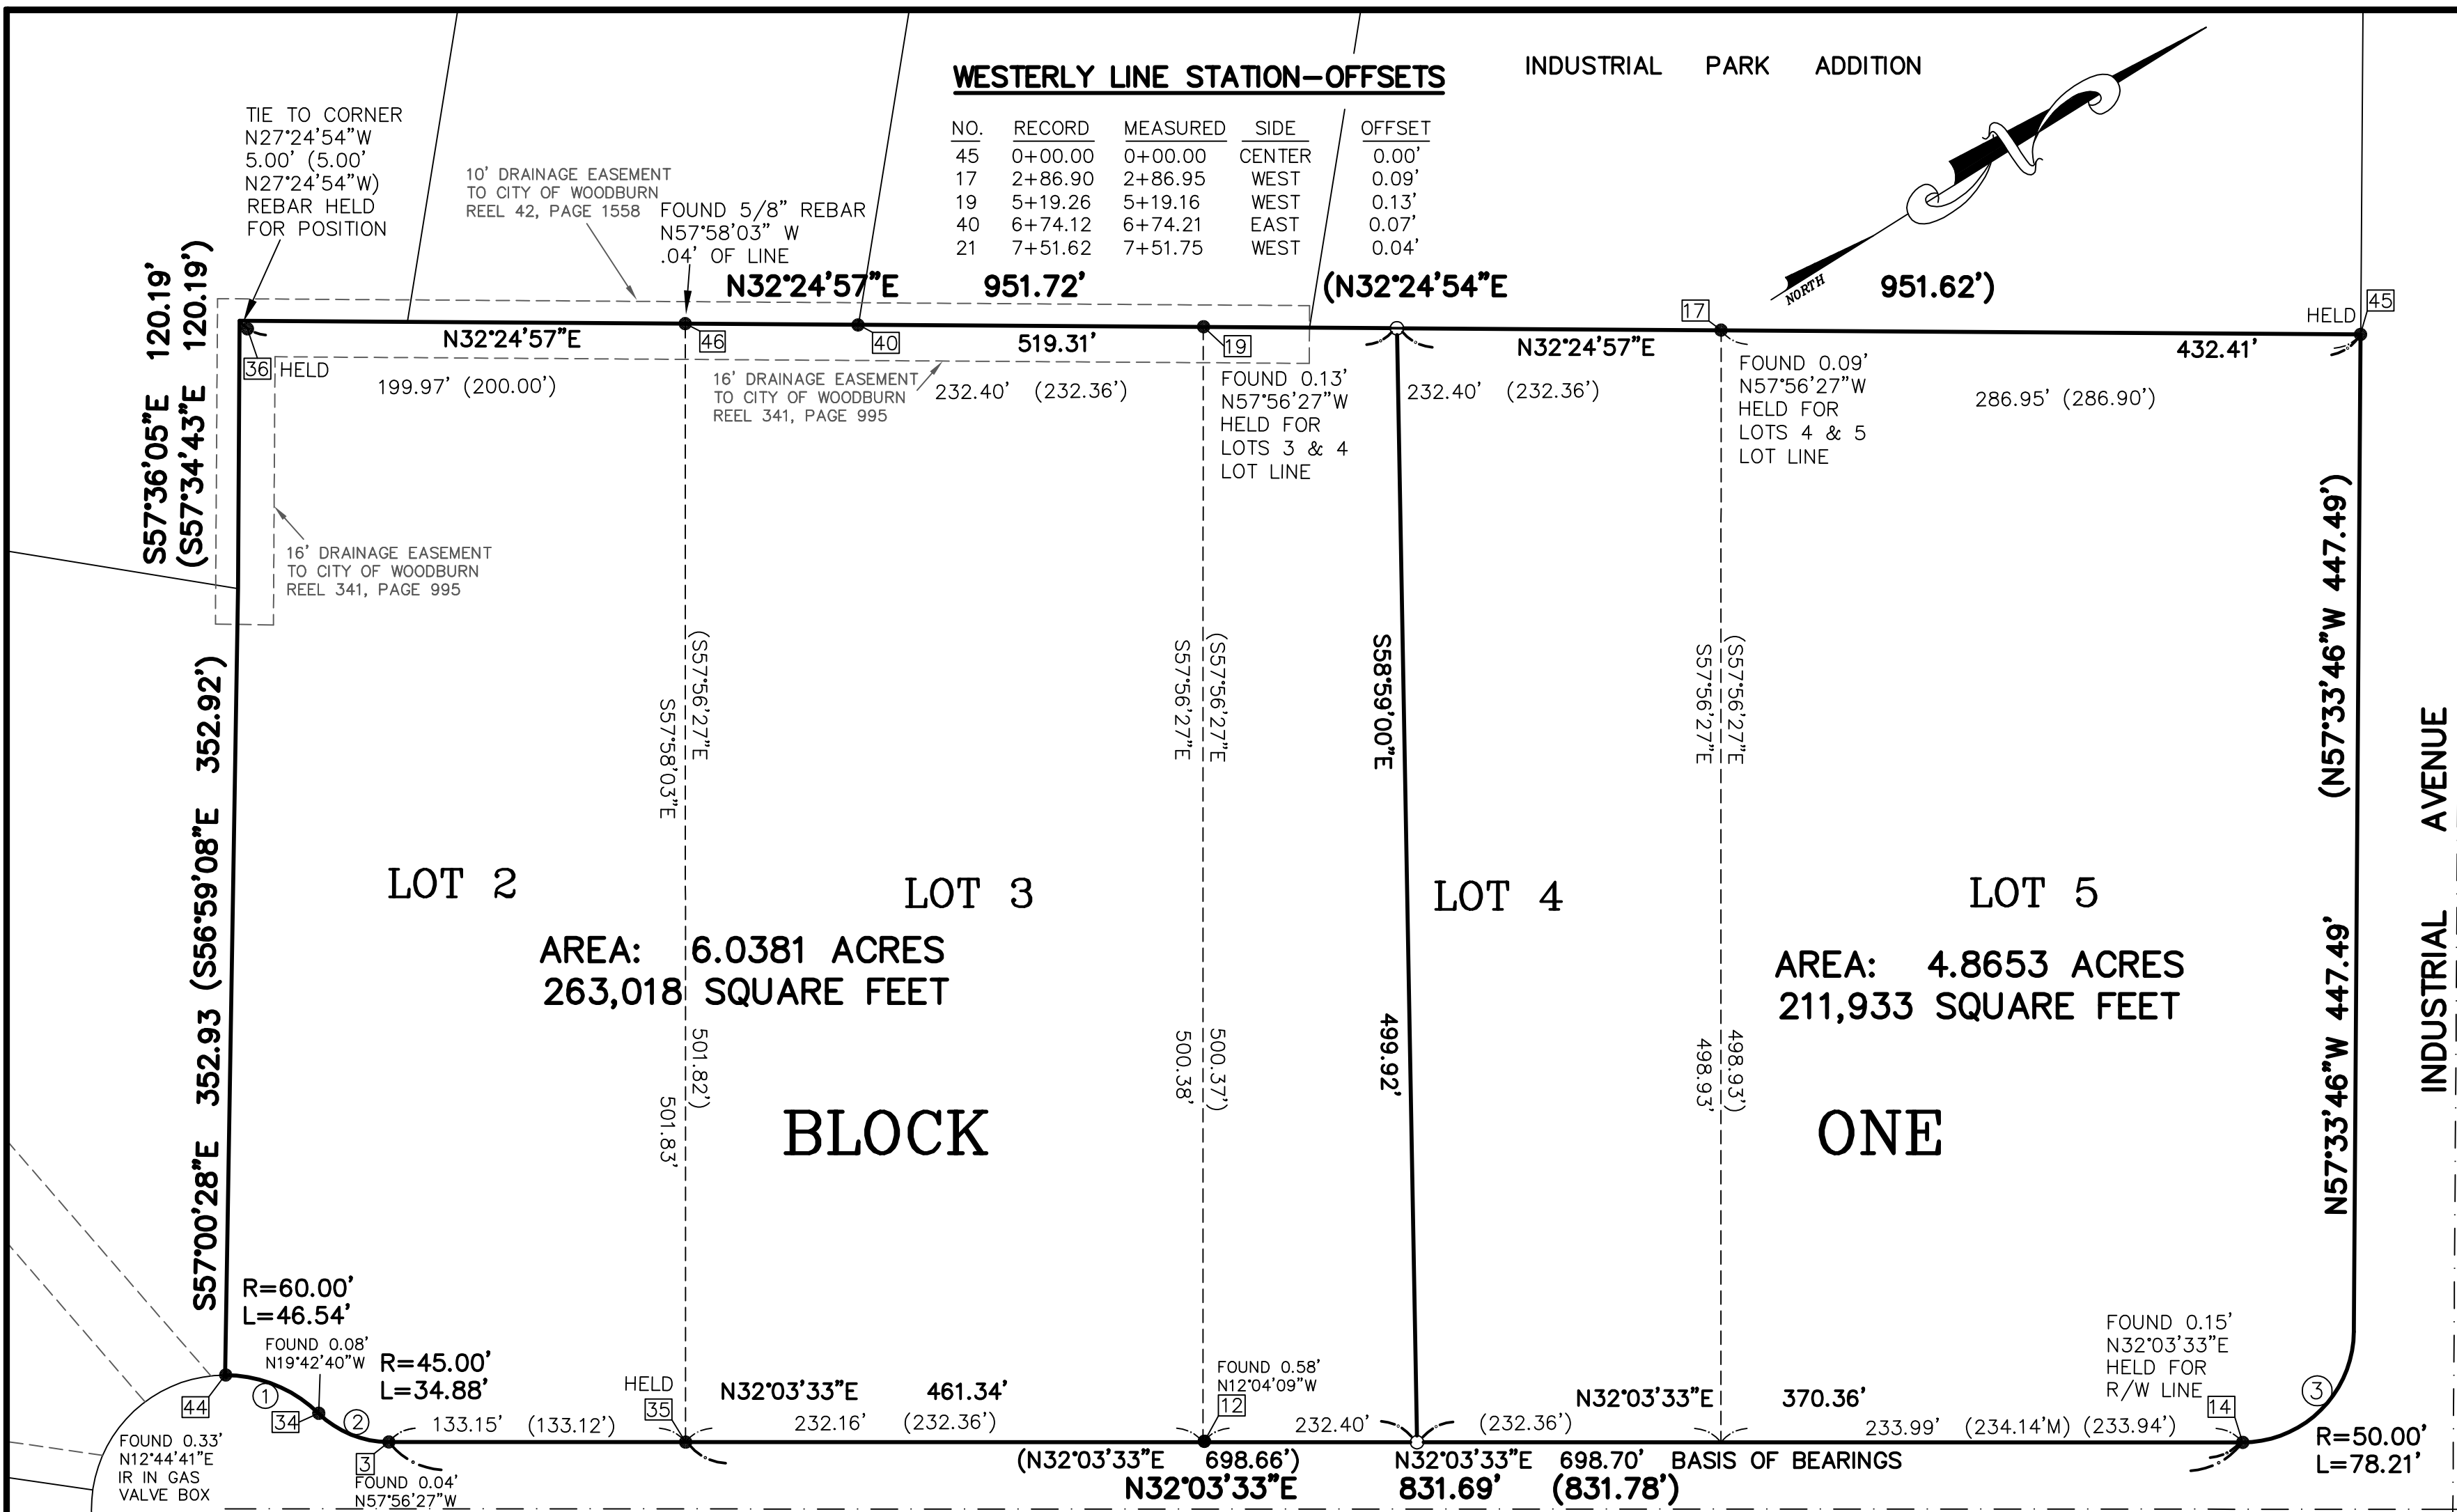 INDUSTRIAL PARK ADDITION
WESTERLY LINE STATION-OFFSETS
NO. RECORD MEASURED SIDE OFFSET
45 0+00.00 0+00.00 CENTER 0.00'
17 2+86.90 2+86.95 WEST 0.09'
19 5+19.26 5+19.16 WEST 0.13'
40 6+74.12 6+74.21 EAST 0.07'
21 7+51.62 7+51.75 WEST 0.04'
TIE TO CORNER
N27°24'54"W
5.00' (5.00'
N27°24'54"W)
REBAR HELD
FOR POSITION
10' DRAINAGE EASEMENT
TO CITY OF WOODBURN
REEL 42, PAGE 1558
FOUND 5/8" REBAR
N57°58'03" W
.04' OF LINE
N32°24'57"E 951.72' (N32°24'54"E 951.62')
NORTH
HELD
45
17
S57°36'05"E 120.19'
(S57°34'43"E 120.19')
36 HELD
N32°24'57"E
46
40
519.31'
19
N32°24'57"E
432.41'
199.97' (200.00')
16' DRAINAGE EASEMENT
TO CITY OF WOODBURN
REEL 341, PAGE 995
232.40' (232.36')
FOUND 0.13'
N57°56'27"W
HELD FOR
LOTS 3 & 4
LOT LINE
232.40' (232.36')
FOUND 0.09'
N57°56'27"W
HELD FOR
LOTS 4 & 5
LOT LINE
286.95' (286.90')
16' DRAINAGE EASEMENT
TO CITY OF WOODBURN
REEL 341, PAGE 995
S57°00'28"E 352.93 (S56°59'08"E 352.92')
(S57°56'27"E 501.82')
S57°58'03"E 501.83'
(S57°56'27"E 500.37')
S57°56'27"E 500.38'
S58°59'00"E 499.92'
(S57°56'27"E 498.93')
S57°56'27"E 498.93'
(N57°33'46"W 447.49')
N57°33'46"W 447.49'
INDUSTRIAL AVENUE
LOT 2
LOT 3
LOT 4
LOT 5
AREA: 6.0381 ACRES
263,018 SQUARE FEET
AREA: 4.8653 ACRES
211,933 SQUARE FEET
BLOCK ONE
R=60.00'
L=46.54'
FOUND 0.08'
N19°42'40"W
R=45.00'
L=34.88'
44
1
34
2
FOUND 0.33'
N12°44'41"E
IR IN GAS
VALVE BOX
3
FOUND 0.04'
N57°56'27"W
133.15' (133.12')
HELD
35
N32°03'33"E 461.34'
232.16' (232.36')
FOUND 0.58'
N12°04'09"W
12
232.40' (232.36')
N32°03'33"E 370.36'
233.99' (234.14'M) (233.94')
FOUND 0.15'
N32°03'33"E
HELD FOR
R/W LINE
14
3
R=50.00'
L=78.21'
(N32°03'33"E 698.66')
N32°03'33"E 698.70' BASIS OF BEARINGS
N32°03'33"E 831.69' (831.78')